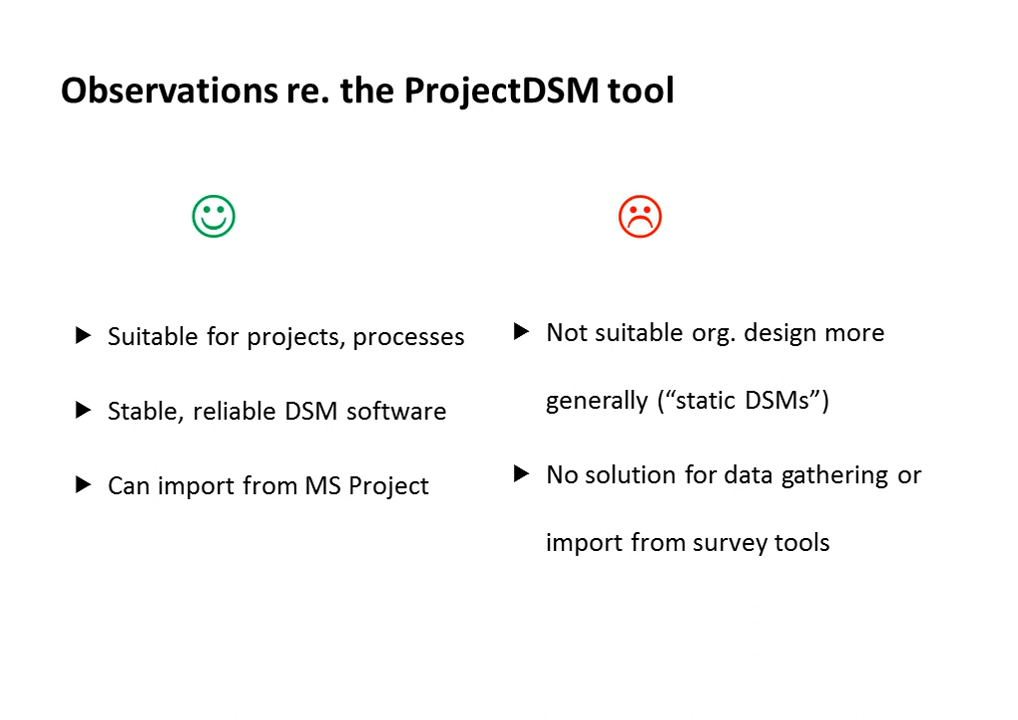 Observations re. the ProjectDSM tool
Suitable for projects, processes
Stable, reliable DSM software
Can import from MS Project
Not suitable org. design more
generally (“static DSMs”)
No solution for data gathering or
import from survey tools